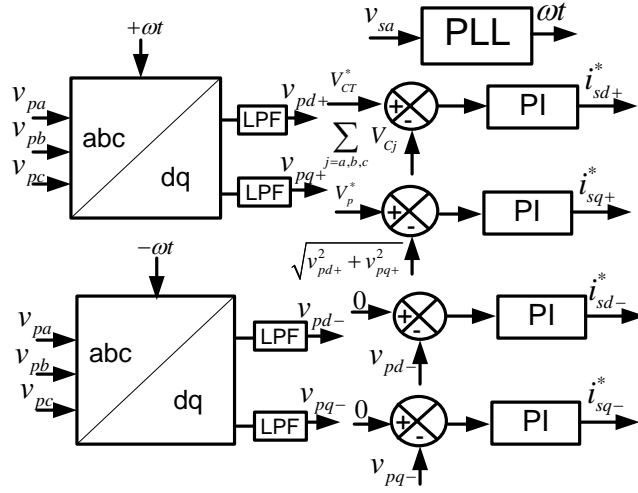 +ωt
v_sa
PLL
ωt
v_pa
v_pb
v_pc
abc
dq
LPF
v_pd+
LPF
v_pq+
V*_CT
+
-
∑ V_Cj
j=a,b,c
PI
i*_sd+
V*_p
+
-
√(v²_pd+ + v²_pq+)
PI
i*_sq+
−ωt
v_pa
v_pb
v_pc
abc
dq
LPF
v_pd−
LPF
v_pq−
0
+
-
v_pd−
PI
i*_sd−
0
+
-
v_pq−
PI
i*_sq−